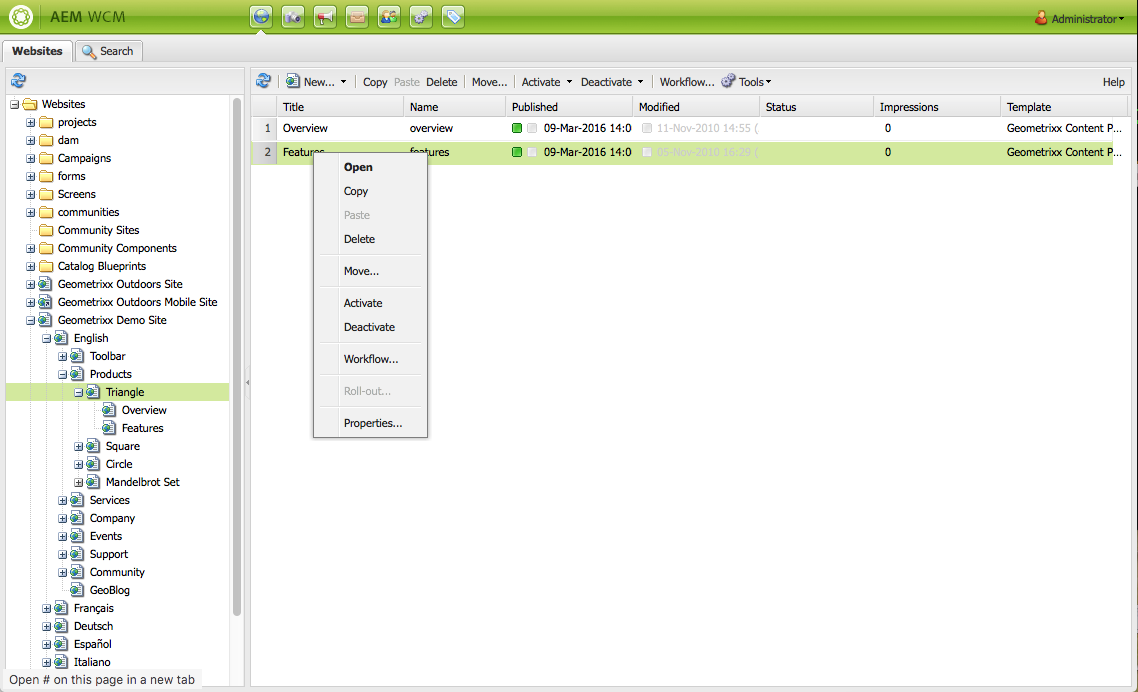 AEM WCM
Administrator
Websites
Search
New... Copy Paste Delete Move... Activate Deactivate Workflow... Tools Help
Title Name Published Modified Status Impressions Template
1 Overview overview 09-Mar-2016 14:0 11-Nov-2010 14:55 ( 0 Geometrixx Content P...
2 Features features 09-Mar-2016 14:0 05-Nov-2010 16:29 ( 0 Geometrixx Content P...
Open
Copy
Paste
Delete
Move...
Activate
Deactivate
Workflow...
Roll-out...
Properties...
Websites
projects
dam
Campaigns
forms
Screens
communities
Community Sites
Community Components
Catalog Blueprints
Geometrixx Outdoors Site
Geometrixx Outdoors Mobile Site
Geometrixx Demo Site
English
Toolbar
Products
Triangle
Overview
Features
Square
Circle
Mandelbrot Set
Services
Company
Events
Support
Community
GeoBlog
Français
Deutsch
Español
Italiano
Open # on this page in a new tab